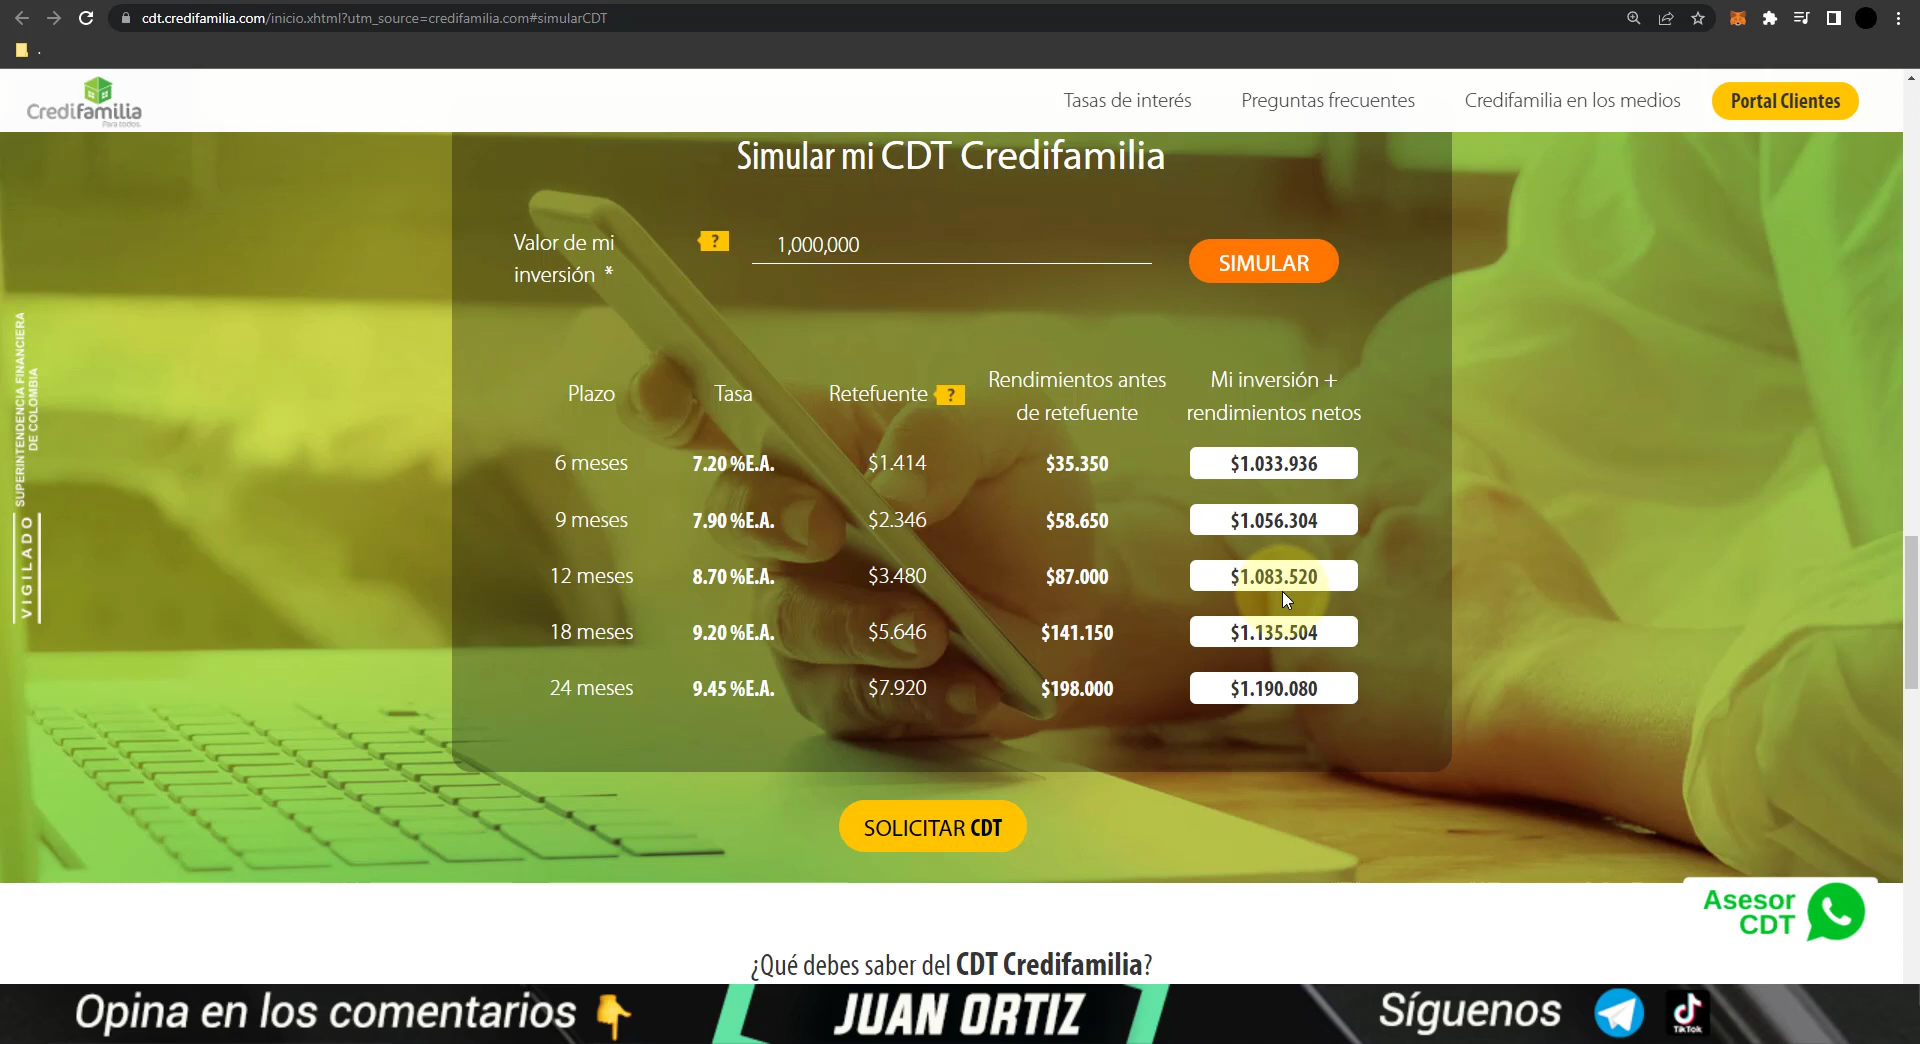 cdt.credifamilia.com/inicio.xhtml?utm_source=credifamilia.com#simularCDT
.
Credifamilia
Para todos.
Tasas de interés
Preguntas frecuentes
Credifamilia en los medios
Portal Clientes
Simular mi CDT Credifamilia
Valor de mi
inversión *
?
1,000,000
SIMULAR
VIGILADO SUPERINTENDENCIA FINANCIERA
DE COLOMBIA
Plazo
Tasa
Retefuente ?
Rendimientos antes
de retefuente
Mi inversión +
rendimientos netos
6 meses 7.20 %E.A. $1.414 $35.350 $1.033.936
9 meses 7.90 %E.A. $2.346 $58.650 $1.056.304
12 meses 8.70 %E.A. $3.480 $87.000 $1.083.520
18 meses 9.20 %E.A. $5.646 $141.150 $1.135.504
24 meses 9.45 %E.A. $7.920 $198.000 $1.190.080
SOLICITAR CDT
Asesor
CDT
¿Qué debes saber del CDT Credifamilia?
Opina en los comentarios
JUAN ORTIZ
Síguenos
TikTok